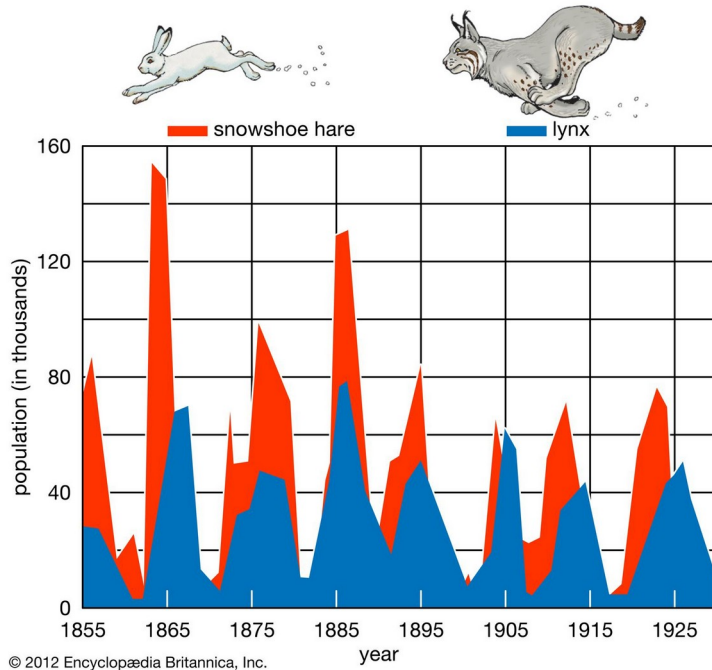 snowshoe hare
lynx
population (in thousands)
160
120
80
40
0
1855 1865 1875 1885 1895 1905 1915 1925
year
© 2012 Encyclopædia Britannica, Inc.